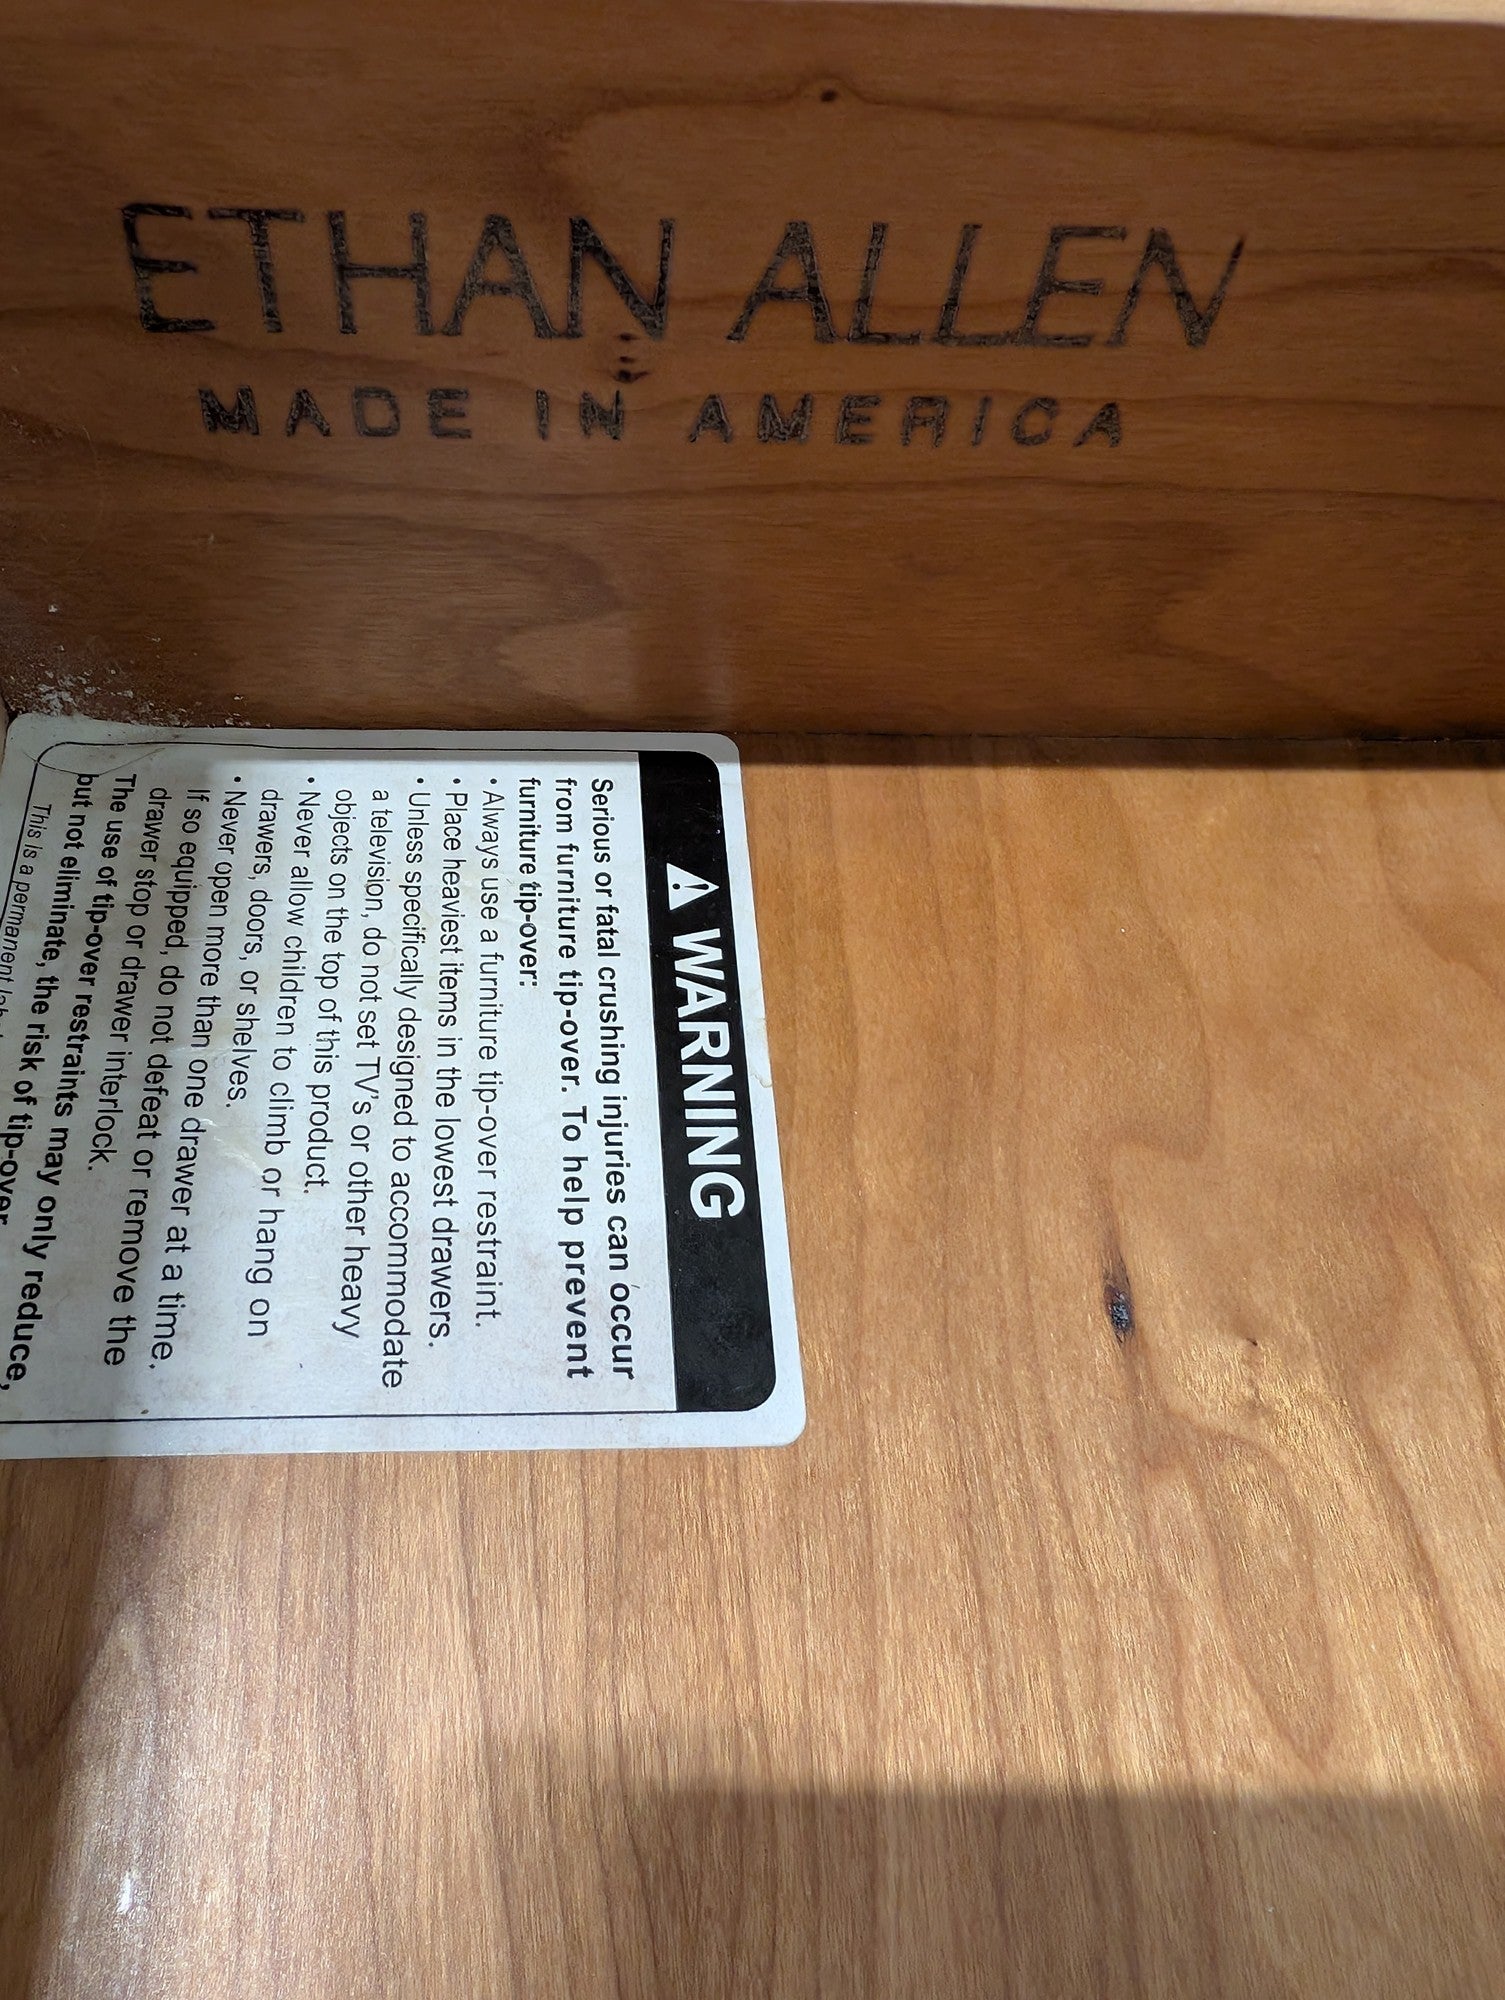 ETHAN ALLEN
MADE IN AMERICA
⚠ WARNING
Serious or fatal crushing injuries can occur
from furniture tip-over. To help prevent
furniture tip-over:
• Always use a furniture tip-over restraint.
• Place heaviest items in the lowest drawers.
• Unless specifically designed to accommodate
a television, do not set TV's or other heavy
objects on the top of this product.
• Never allow children to climb or hang on
drawers, doors, or shelves.
• Never open more than one drawer at a time.
If so equipped, do not defeat or remove the
drawer stop or drawer interlock.
The use of tip-over restraints may only reduce,
but not eliminate, the risk of tip-over.
This is a permanent